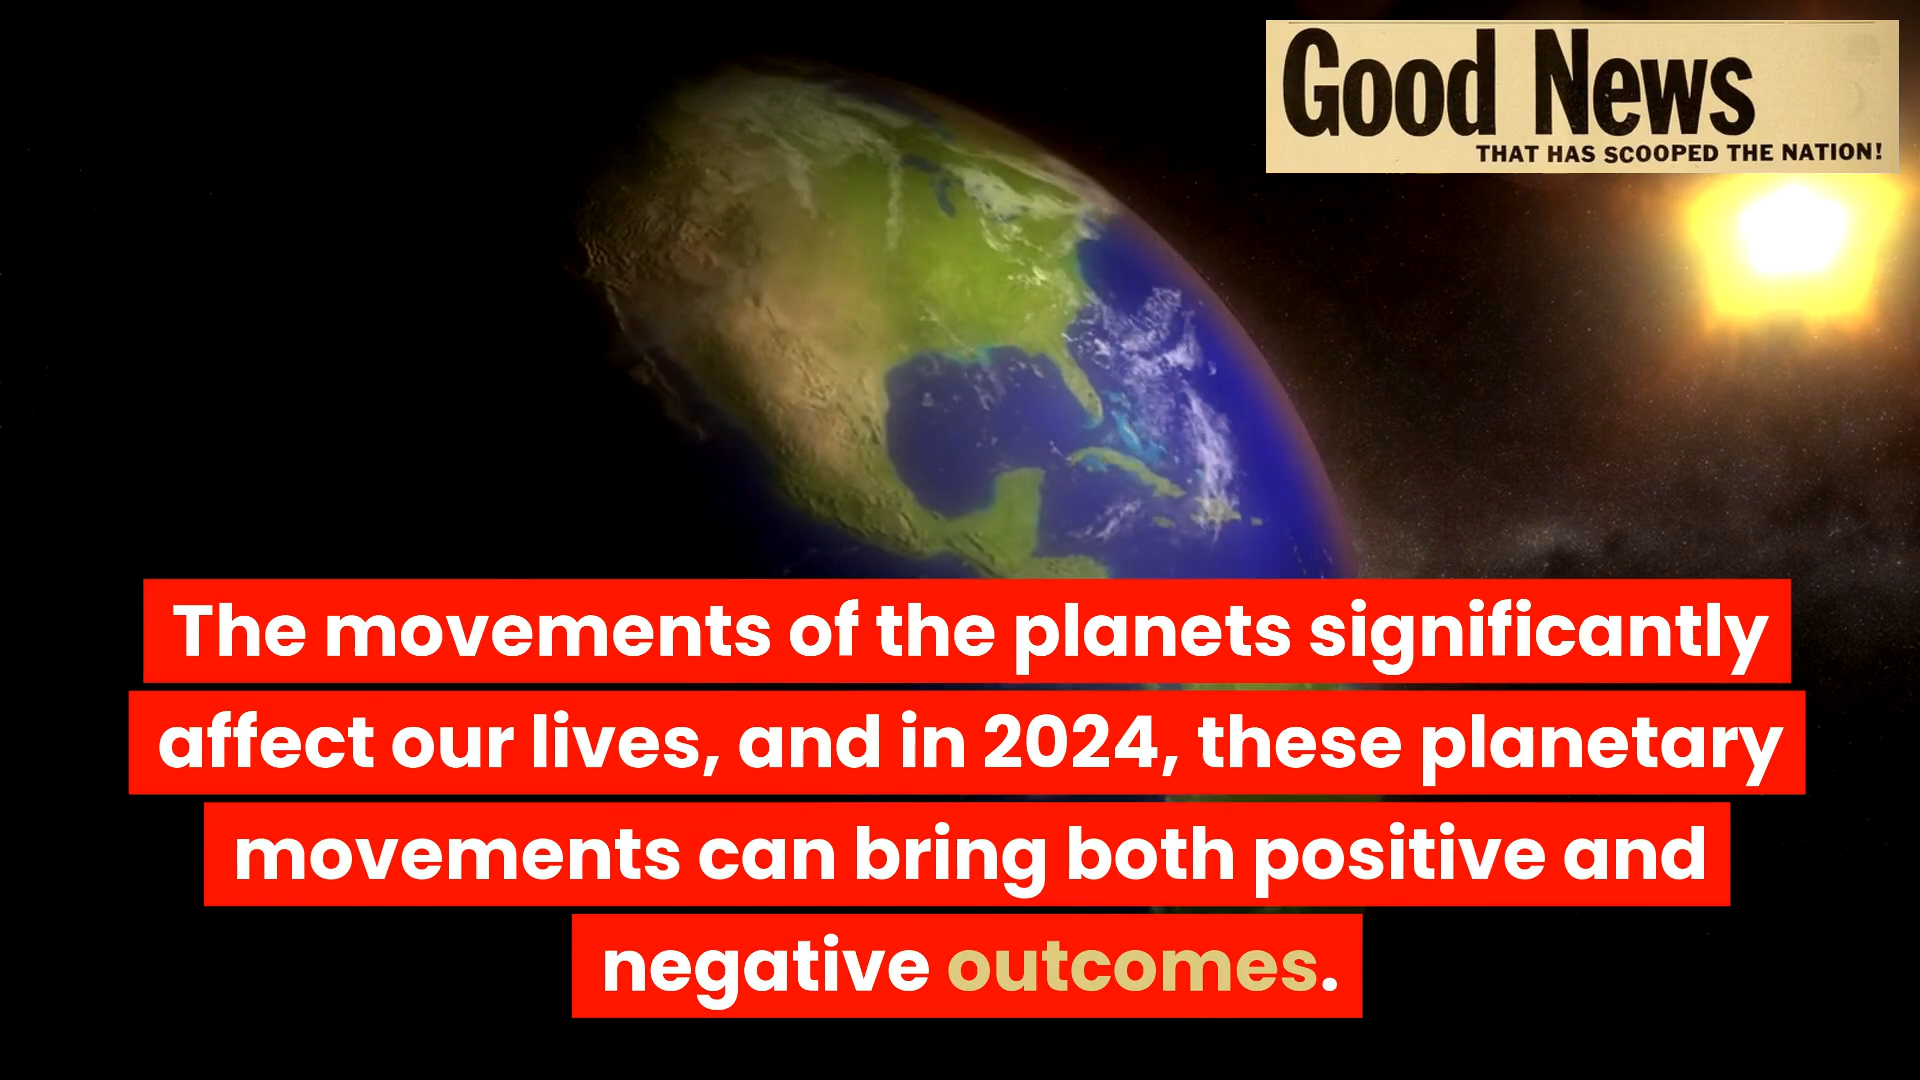 Good News
THAT HAS SCOOPED THE NATION!
The movements of the planets significantly
affect our lives, and in 2024, these planetary
movements can bring both positive and
negative outcomes.